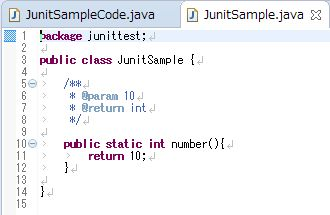 JunitSampleCode.java JunitSample.java
1 package junittest;
2
3 public class JunitSample {
4
5 /**
6 * @param 10
7 * @return int
8 */
9
10 public static int number(){
11 return 10;
12 }
13
14 }
15